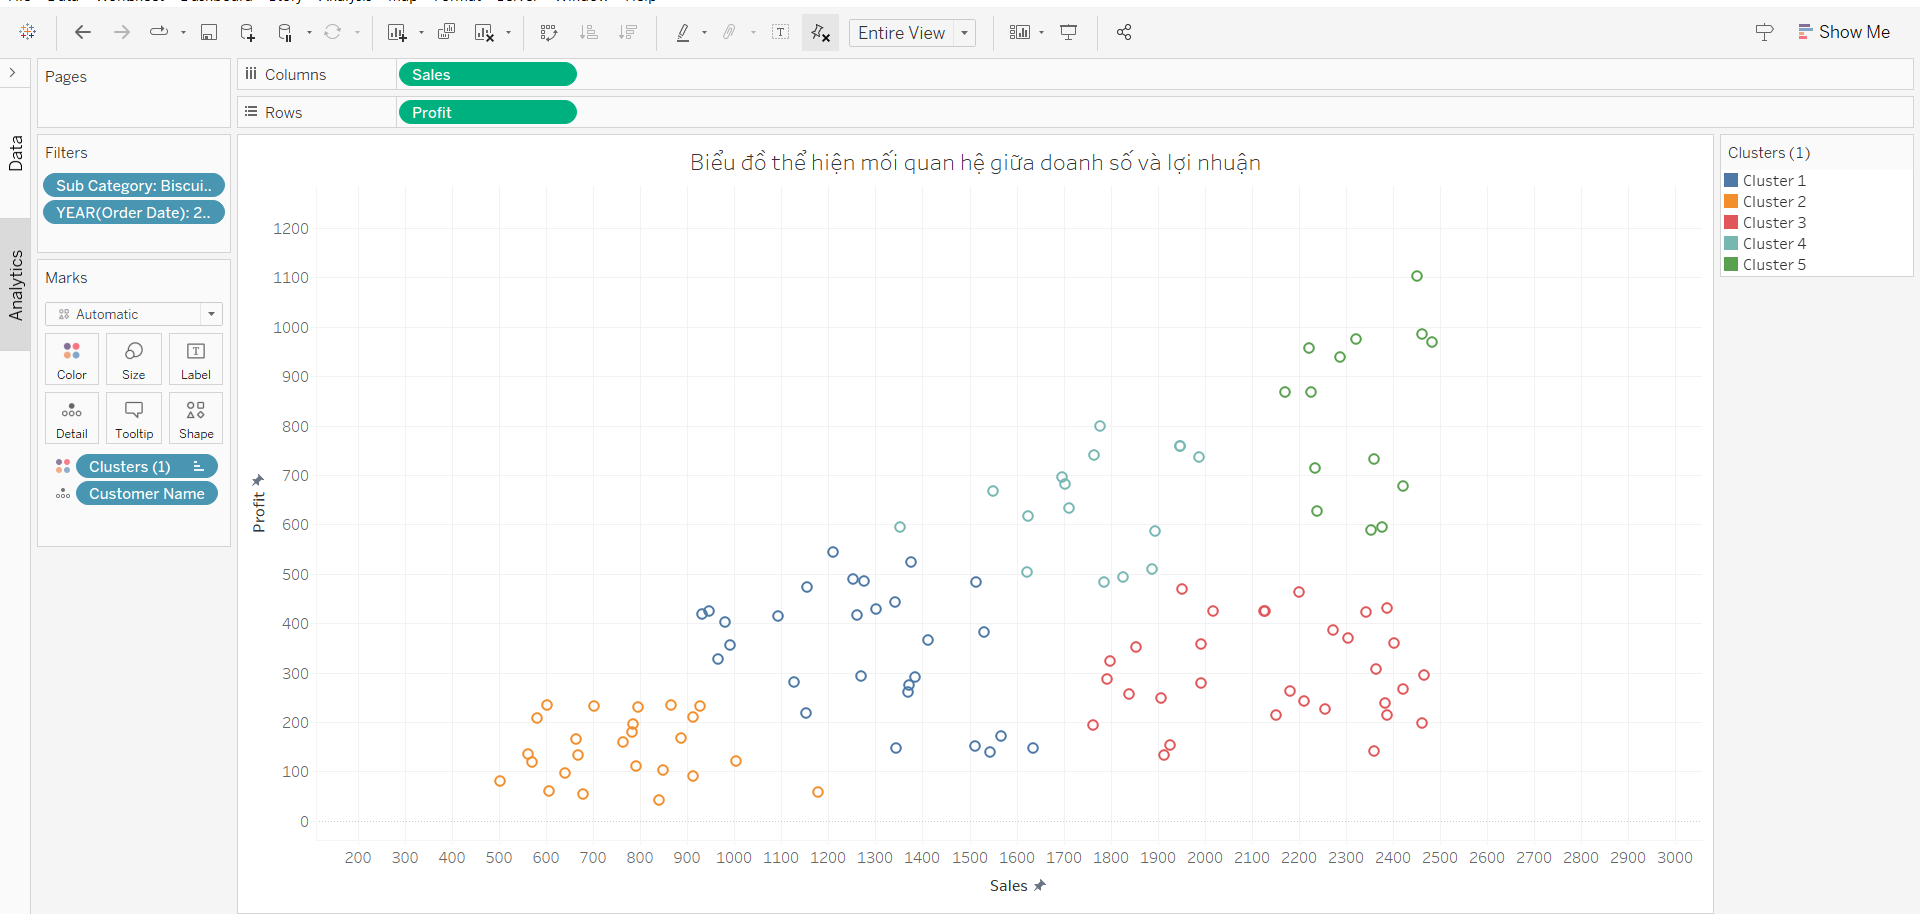 Entire View
Show Me
Data
Analytics
Pages
Columns
Sales
Rows
Profit
Filters
Sub Category: Biscui..
YEAR(Order Date): 2..
Marks
Automatic
Color
Size
Label
Detail
Tooltip
Shape
Clusters (1)
Customer Name
Biểu đồ thể hiện mối quan hệ giữa doanh số và lợi nhuận
Profit
1200
1100
1000
900
800
700
600
500
400
300
200
100
0
200 300 400 500 600 700 800 900 1000 1100 1200 1300 1400 1500 1600 1700 1800 1900 2000 2100 2200 2300 2400 2500 2600 2700 2800 2900 3000
Sales
Clusters (1)
Cluster 1
Cluster 2
Cluster 3
Cluster 4
Cluster 5